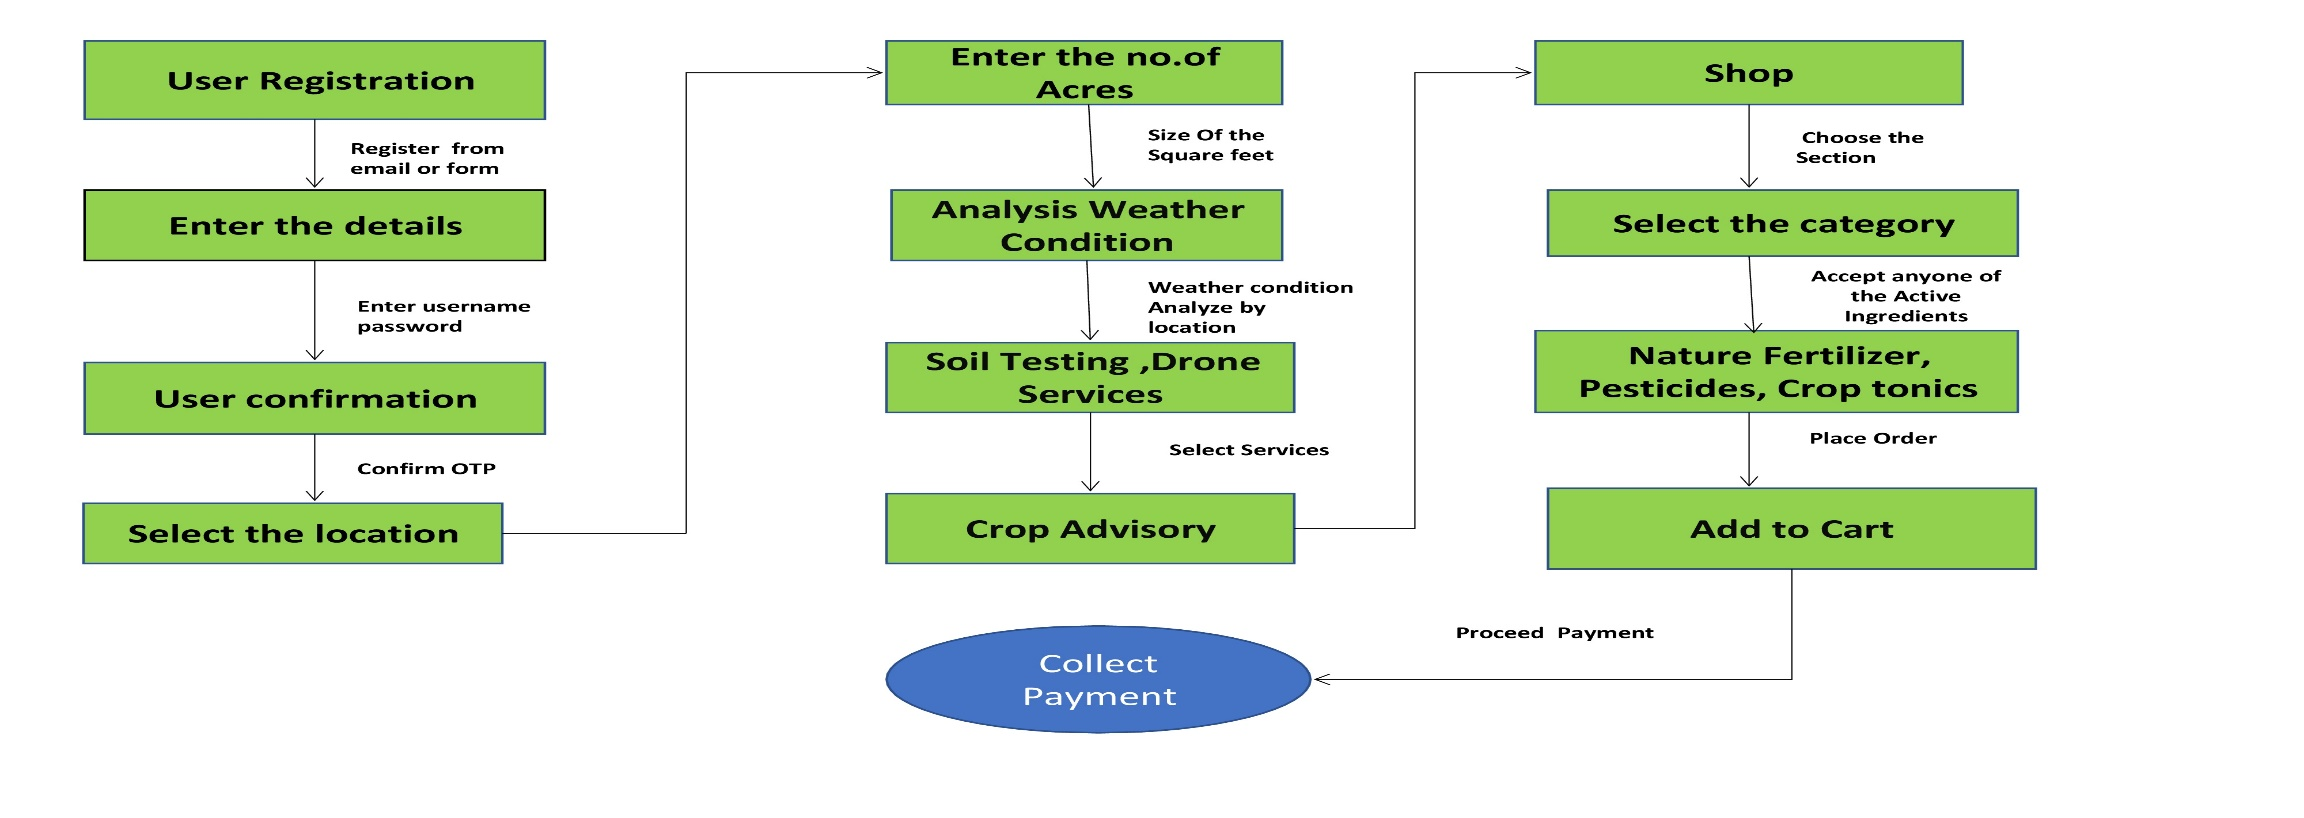 User Registration
Register  from
email or form
Enter the details
Enter username
password
User confirmation
Confirm OTP
Select the location
Enter the no.of
Acres
Size Of the
Square feet
Analysis Weather
Condition
Weather condition
Analyze by
location
Soil Testing ,Drone
Services
Select Services
Crop Advisory
Shop
Choose the
Section
Select the category
Accept anyone of
the Active
Ingredients
Nature Fertilizer,
Pesticides, Crop tonics
Place Order
Add to Cart
Proceed  Payment
Collect
Payment